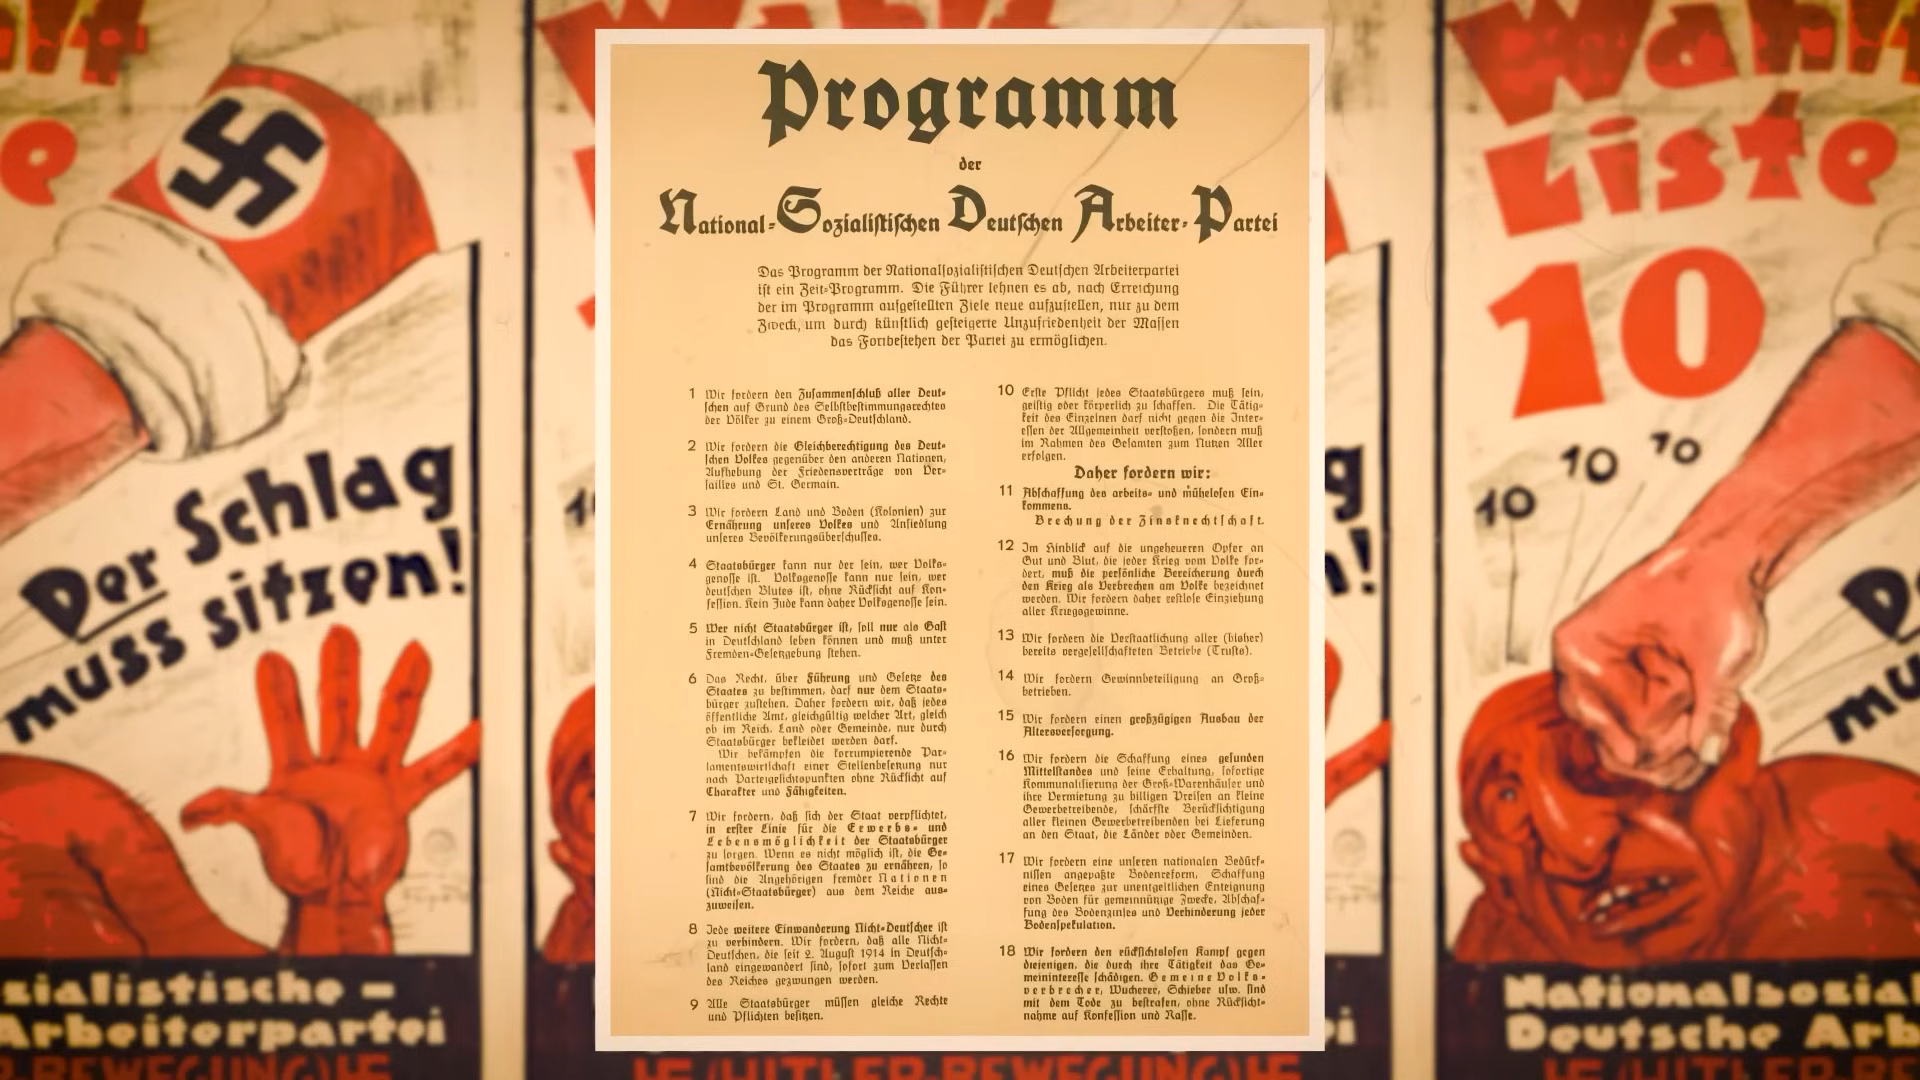 Programm
der
National-Sozialistischen Deutschen Arbeiter-Partei
Das Programm der Nationalsozialistischen Deutschen Arbeiterpartei
ist ein Zeit-Programm. Die Führer lehnen es ab, nach Erreichung
der im Programm aufgestellten Ziele neue aufzustellen, nur zu dem
Zweck, um durch künstlich gesteigerte Unzufriedenheit der Massen
das Fortbestehen der Partei zu ermöglichen.
1 Wir fordern den Zusammenschluß aller Deut-
schen auf Grund des Selbstbestimmungsrechtes
der Völker zu einem Groß-Deutschland.
2 Wir fordern die Gleichberechtigung des Deut-
schen Volkes gegenüber den anderen Nationen,
Aufhebung der Friedensverträge von Ver-
sailles und St. Germain.
3 Wir fordern Land und Boden (Kolonien) zur
Ernährung unseres Volkes und Ansiedlung
unseres Bevölkerungsüberschusses.
4 Staatsbürger kann nur der sein, wer Volks-
genosse ist. Volksgenosse kann nur sein, wer
deutschen Blutes ist, ohne Rücksicht auf Kon-
fession. Kein Jude kann daher Volksgenosse sein.
5 Wer nicht Staatsbürger ist, soll nur als Gast
in Deutschland leben können und muß unter
Fremden-Gesetzgebung stehen.
6 Das Recht, über Führung und Gesetze des
Staates zu bestimmen, darf nur dem Staats-
bürger zustehen. Daher fordern wir, daß jedes
öffentliche Amt, gleichgültig welcher Art, gleich
ob im Reich, Land oder Gemeinde, nur durch
Staatsbürger bekleidet werden darf.
Wir bekämpfen die korrumpierende Par-
lamentswirtschaft einer Stellenbesetzung nur
nach Parteigesichtspunkten ohne Rücksicht auf
Charakter und Fähigkeiten.
7 Wir fordern, daß sich der Staat verpflichtet,
in erster Linie für die Erwerbs- und
Lebensmöglichkeit der Staatsbürger
zu sorgen. Wenn es nicht möglich ist, die Ge-
samtbevölkerung des Staates zu ernähren, so
sind die Angehörigen fremder Nationen
(Nicht-Staatsbürger) aus dem Reiche aus-
zuweisen.
8 Jede weitere Einwanderung Nicht-Deutscher ist
zu verhindern. Wir fordern, daß alle Nicht-
Deutschen, die seit 2. August 1914 in Deutsch-
land eingewandert sind, sofort zum Verlassen
des Reiches gezwungen werden.
9 Alle Staatsbürger müssen gleiche Rechte
und Pflichten besitzen.
10 Erste Pflicht jedes Staatsbürgers muß sein,
geistig oder körperlich zu schaffen. Die Tätig-
keit des Einzelnen darf nicht gegen die Inter-
essen der Allgemeinheit verstoßen, sondern muß
im Rahmen des Gesamten zum Nutzen Aller
erfolgen.
Daher fordern wir:
11 Abschaffung des arbeits- und mühelosen Ein-
kommens.
Brechung der Zinsknechtschaft.
12 Im Hinblick auf die ungeheueren Opfer an
Gut und Blut, die jeder Krieg vom Volke for-
dert, muß die persönliche Bereicherung durch
den Krieg als Verbrechen am Volke bezeichnet
werden. Wir fordern daher restlose Einziehung
aller Kriegsgewinne.
13 Wir fordern die Verstaatlichung aller (bisher)
bereits vergesellschafteten Betriebe (Trusts).
14 Wir fordern Gewinnbeteiligung an Groß-
betrieben.
15 Wir fordern einen großzügigen Ausbau der
Altersversorgung.
16 Wir fordern die Schaffung eines gesunden
Mittelstandes und seine Erhaltung, sofortige
Kommunalisierung der Groß-Warenhäuser und
ihre Vermietung zu billigen Preisen an kleine
Gewerbetreibende, schärfste Berücksichtigung
aller kleinen Gewerbetreibenden bei Lieferung
an den Staat, die Länder oder Gemeinden.
17 Wir fordern eine unseren nationalen Bedürf-
nissen angepaßte Bodenreform, Schaffung
eines Gesetzes zur unentgeltlichen Enteignung
von Boden für gemeinnützige Zwecke, Abschaf-
fung des Bodenzinses und Verhinderung jeder
Bodenspekulation.
18 Wir fordern den rücksichtslosen Kampf gegen
diejenigen, die durch ihre Tätigkeit das Ge-
meininteresse schädigen. Gemeine Volks-
verbrecher, Wucherer, Schieber usw. sind
mit dem Tode zu bestrafen, ohne Rücksicht-
nahme auf Konfession und Rasse.
Der Schlag
muss sitzen!
sialistische -
Arbeiterpartei
R-BEWEGUNG)
Wählt
Liste
10
10 10 10
Nationalsozial
Deutsche Arb
(HITLER-BEWEGUNG)